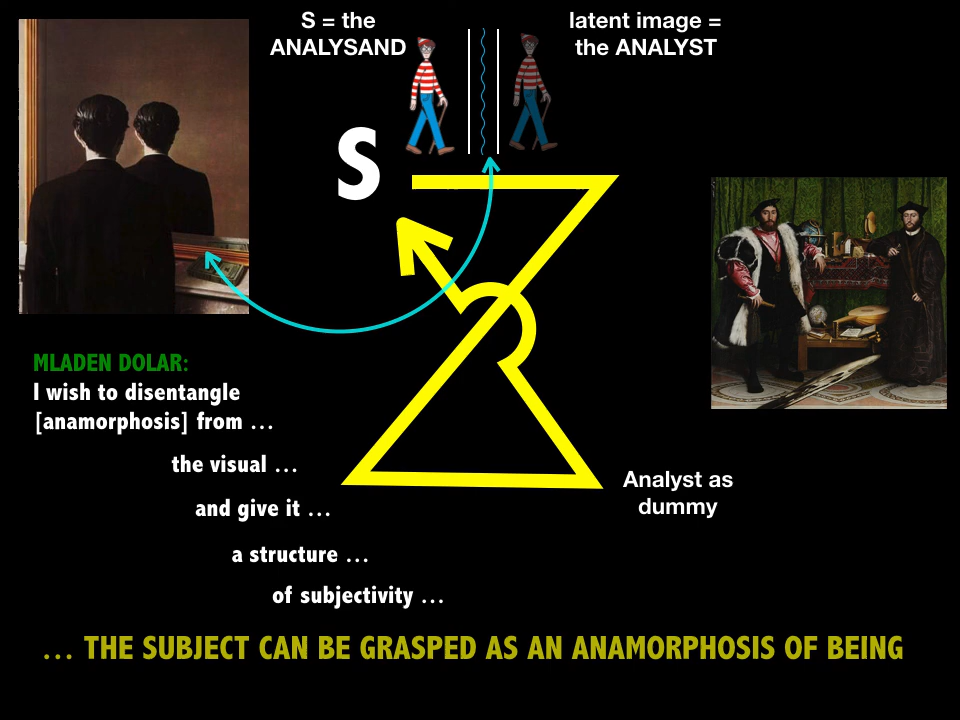 S = the
ANALYSAND
latent image =
the ANALYST
S
MLADEN DOLAR:
I wish to disentangle
[anamorphosis] from …
the visual …
and give it …
a structure …
of subjectivity …
Analyst as
dummy
… THE SUBJECT CAN BE GRASPED AS AN ANAMORPHOSIS OF BEING